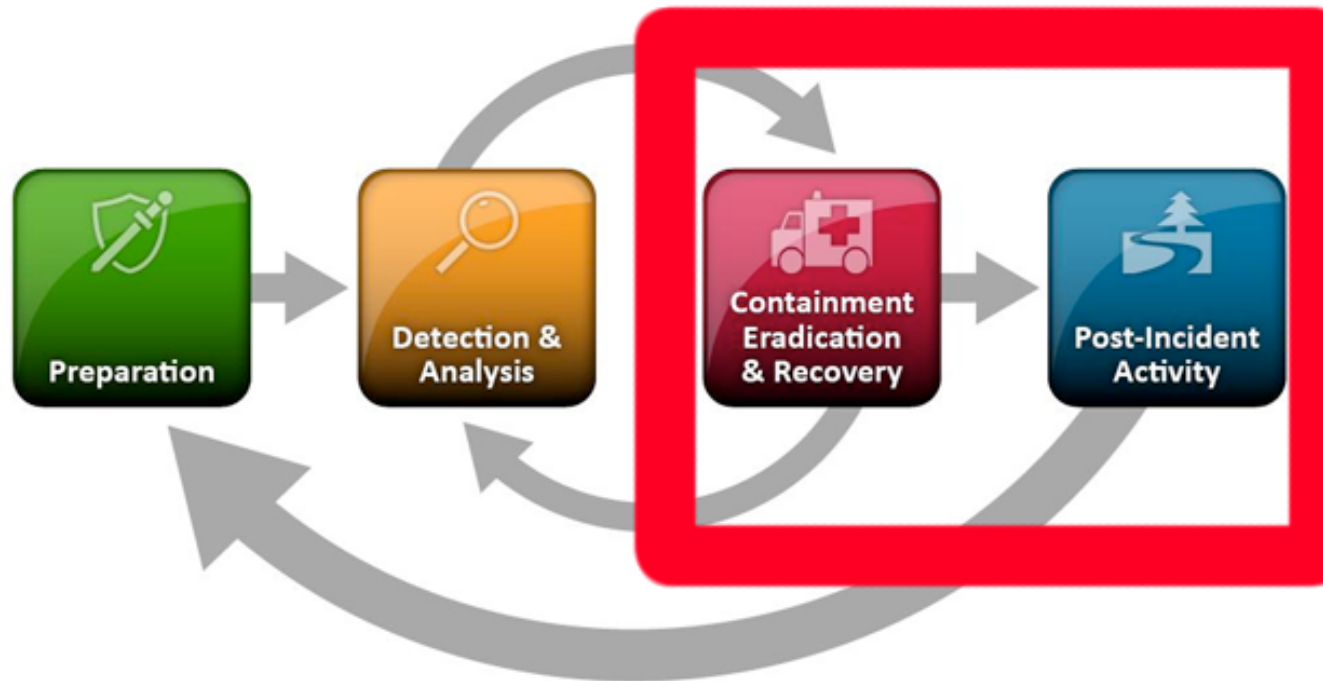 Preparation
Detection &
Analysis
Containment
Eradication
& Recovery
Post-Incident
Activity